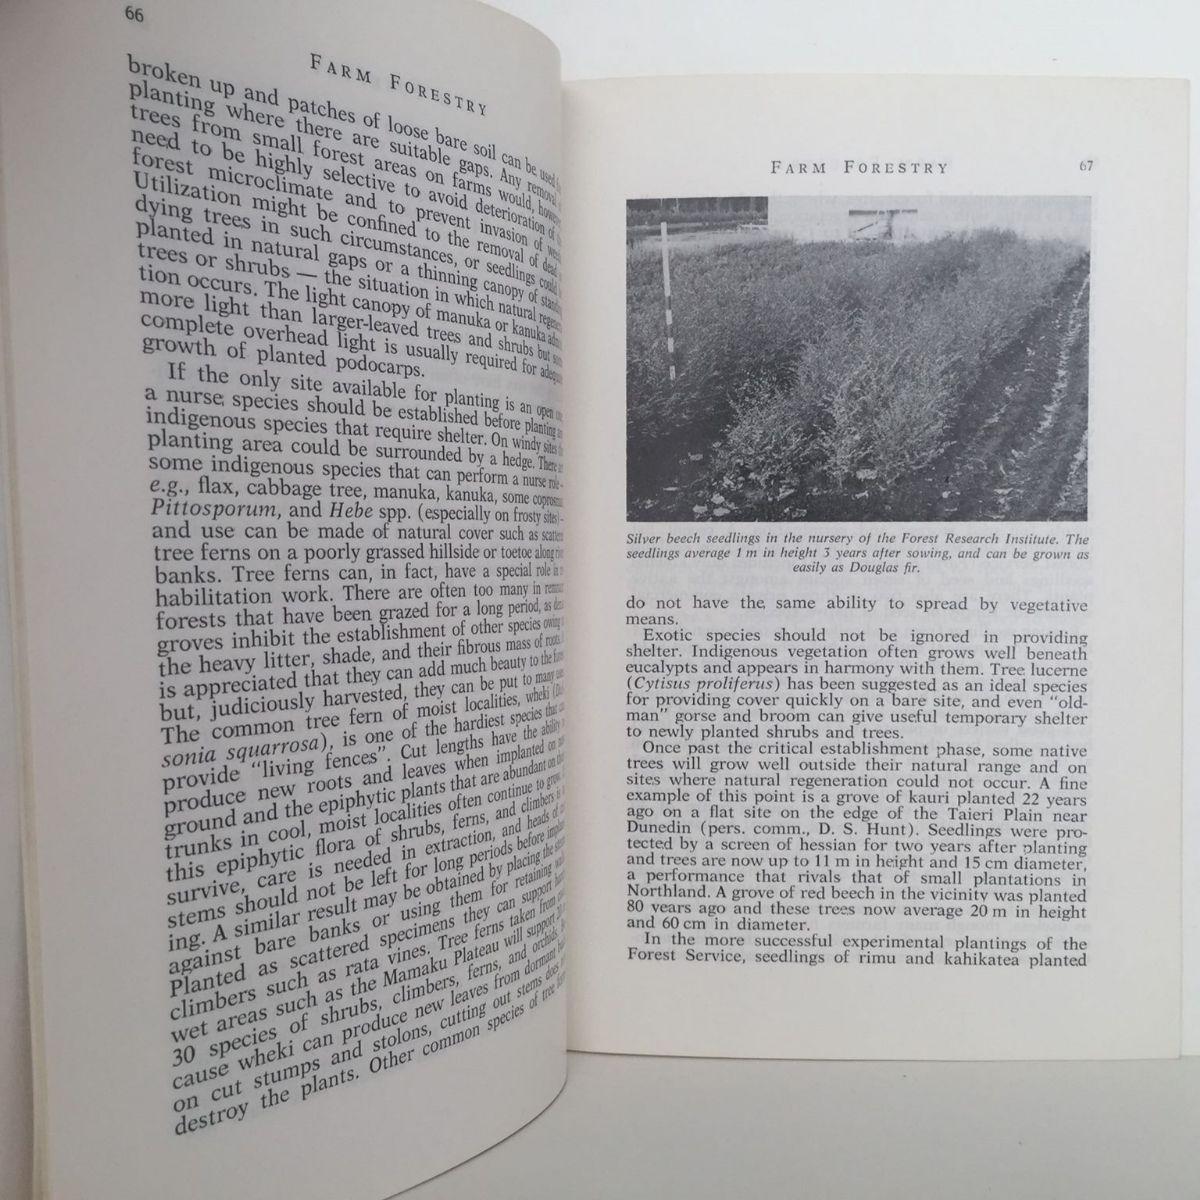 66
FARM FORESTRY
broken up and patches of loose bare soil can be used
planting where there are suitable gaps. Any removal
trees from small forest areas on farms would,
need to be highly selective to avoid deterioration of
forest microclimate and to prevent invasion of
Utilization might be confined to the removal of dead
dying trees in such circumstances, or seedlings could
planted in natural gaps or a thinning canopy of
trees or shrubs — the situation in which natural
tion occurs. The light canopy of manuka or kanuka
more light than larger-leaved trees and shrubs but
complete overhead light is usually required for
growth of planted podocarps.
If the only site available for planting is an open
a nurse species should be established before planting
indigenous species that require shelter. On windy sites
planting area could be surrounded by a hedge. There
some indigenous species that can perform a nurse role—
e.g., flax, cabbage tree, manuka, kanuka, some
Pittosporum, and Hebe spp. (especially on frosty sites)—
and use can be made of natural cover such as
tree ferns on a poorly grassed hillside or toetoe along
banks. Tree ferns can, in fact, have a special role in
habilitation work. There are often too many in
forests that have been grazed for a long period, as
groves inhibit the establishment of other species owing
the heavy litter, shade, and their fibrous mass of roots.
is appreciated that they can add much beauty to the
but, judiciously harvested, they can be put to many
The common tree fern of moist localities, wheki
sonia squarrosa), is one of the hardiest species that
provide "living fences". Cut lengths have the ability
produce new roots and leaves when implanted on
ground and the epiphytic plants that are abundant on
trunks in cool, moist localities often continue to
this epiphytic flora of shrubs, ferns, and climbers is
survive, care is needed in extraction, and heads of
stems should not be left for long periods before
ing. A similar result may be obtained by placing the
against bare banks or using them for retaining
Planted as scattered specimens they can support
climbers such as rata vines. Tree ferns taken from
wet areas such as the Mamaku Plateau will support
30 species of shrubs, climbers, ferns, and orchids.
cause wheki can produce new leaves from dormant
on cut stumps and stolons, cutting out stems does
destroy the plants. Other common species of tree
FARM FORESTRY 67
Silver beech seedlings in the nursery of the Forest Research Institute. The
seedlings average 1 m in height 3 years after sowing, and can be grown as
easily as Douglas fir.
do not have the same ability to spread by vegetative
means.
Exotic species should not be ignored in providing
shelter. Indigenous vegetation often grows well beneath
eucalypts and appears in harmony with them. Tree lucerne
(Cytisus proliferus) has been suggested as an ideal species
for providing cover quickly on a bare site, and even "old-
man" gorse and broom can give useful temporary shelter
to newly planted shrubs and trees.
Once past the critical establishment phase, some native
trees will grow well outside their natural range and on
sites where natural regeneration could not occur. A fine
example of this point is a grove of kauri planted 22 years
ago on a flat site on the edge of the Taieri Plain near
Dunedin (pers. comm., D. S. Hunt). Seedlings were pro-
tected by a screen of hessian for two years after planting
and trees are now up to 11 m in height and 15 cm diameter,
a performance that rivals that of small plantations in
Northland. A grove of red beech in the vicinity was planted
80 years ago and these trees now average 20 m in height
and 60 cm in diameter.
In the more successful experimental plantings of the
Forest Service, seedlings of rimu and kahikatea planted